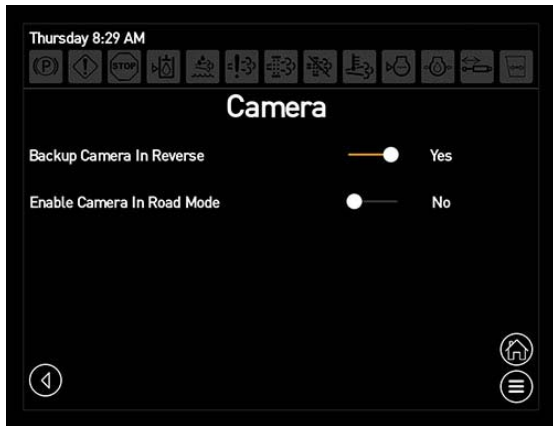 Thursday 8:29 AM
STOP
Camera
Backup Camera In Reverse Yes
Enable Camera In Road Mode No